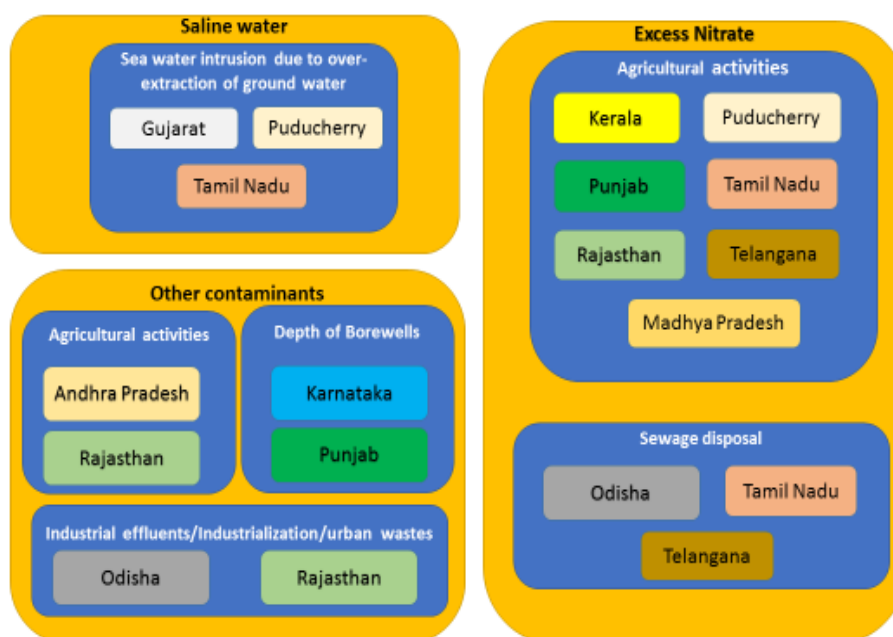 Saline water
Sea water intrusion due to over-
extraction of ground water
Gujarat
Puducherry
Tamil Nadu
Other contaminants
Agricultural activities
Andhra Pradesh
Rajasthan
Depth of Borewells
Karnataka
Punjab
Industrial effluents/Industrialization/urban wastes
Odisha
Rajasthan
Excess Nitrate
Agricultural activities
Kerala
Puducherry
Punjab
Tamil Nadu
Rajasthan
Telangana
Madhya Pradesh
Sewage disposal
Odisha
Tamil Nadu
Telangana